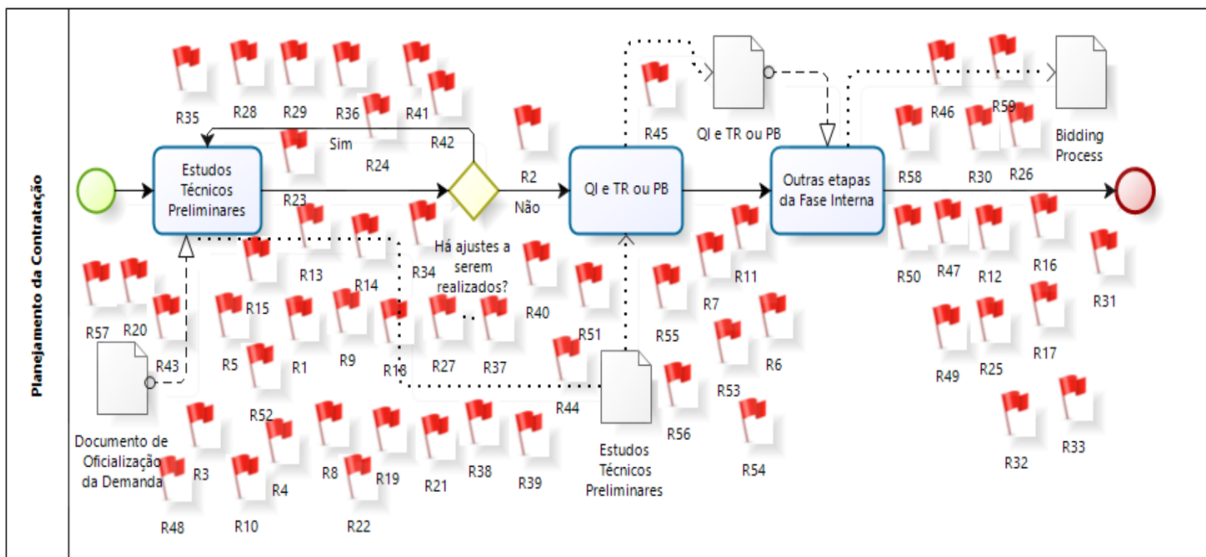 Planejamento da Contratação
R35
R28
R29
R36
R41
R42
R24
R23
Sim
R2
Não
R45
QI e TR ou PB
R46
R59
Bidding
Process
R58
R30
R26
Estudos
Técnicos
Preliminares
QI e TR ou PB
Outras etapas
da Fase Interna
Há ajustes a
serem
realizados?
R57
R20
R43
R15
R13
R14
R34
R40
R51
R55
R7
R11
R50
R47
R12
R16
R31
R5
R1
R9
R18
R27
R37
R52
R44
R56
R53
R6
R49
R25
R17
Documento de
Oficialização
da Demanda
R3
R4
R8
R19
R21
R38
R39
Estudos
Técnicos
Preliminares
R54
R32
R33
R48
R10
R22